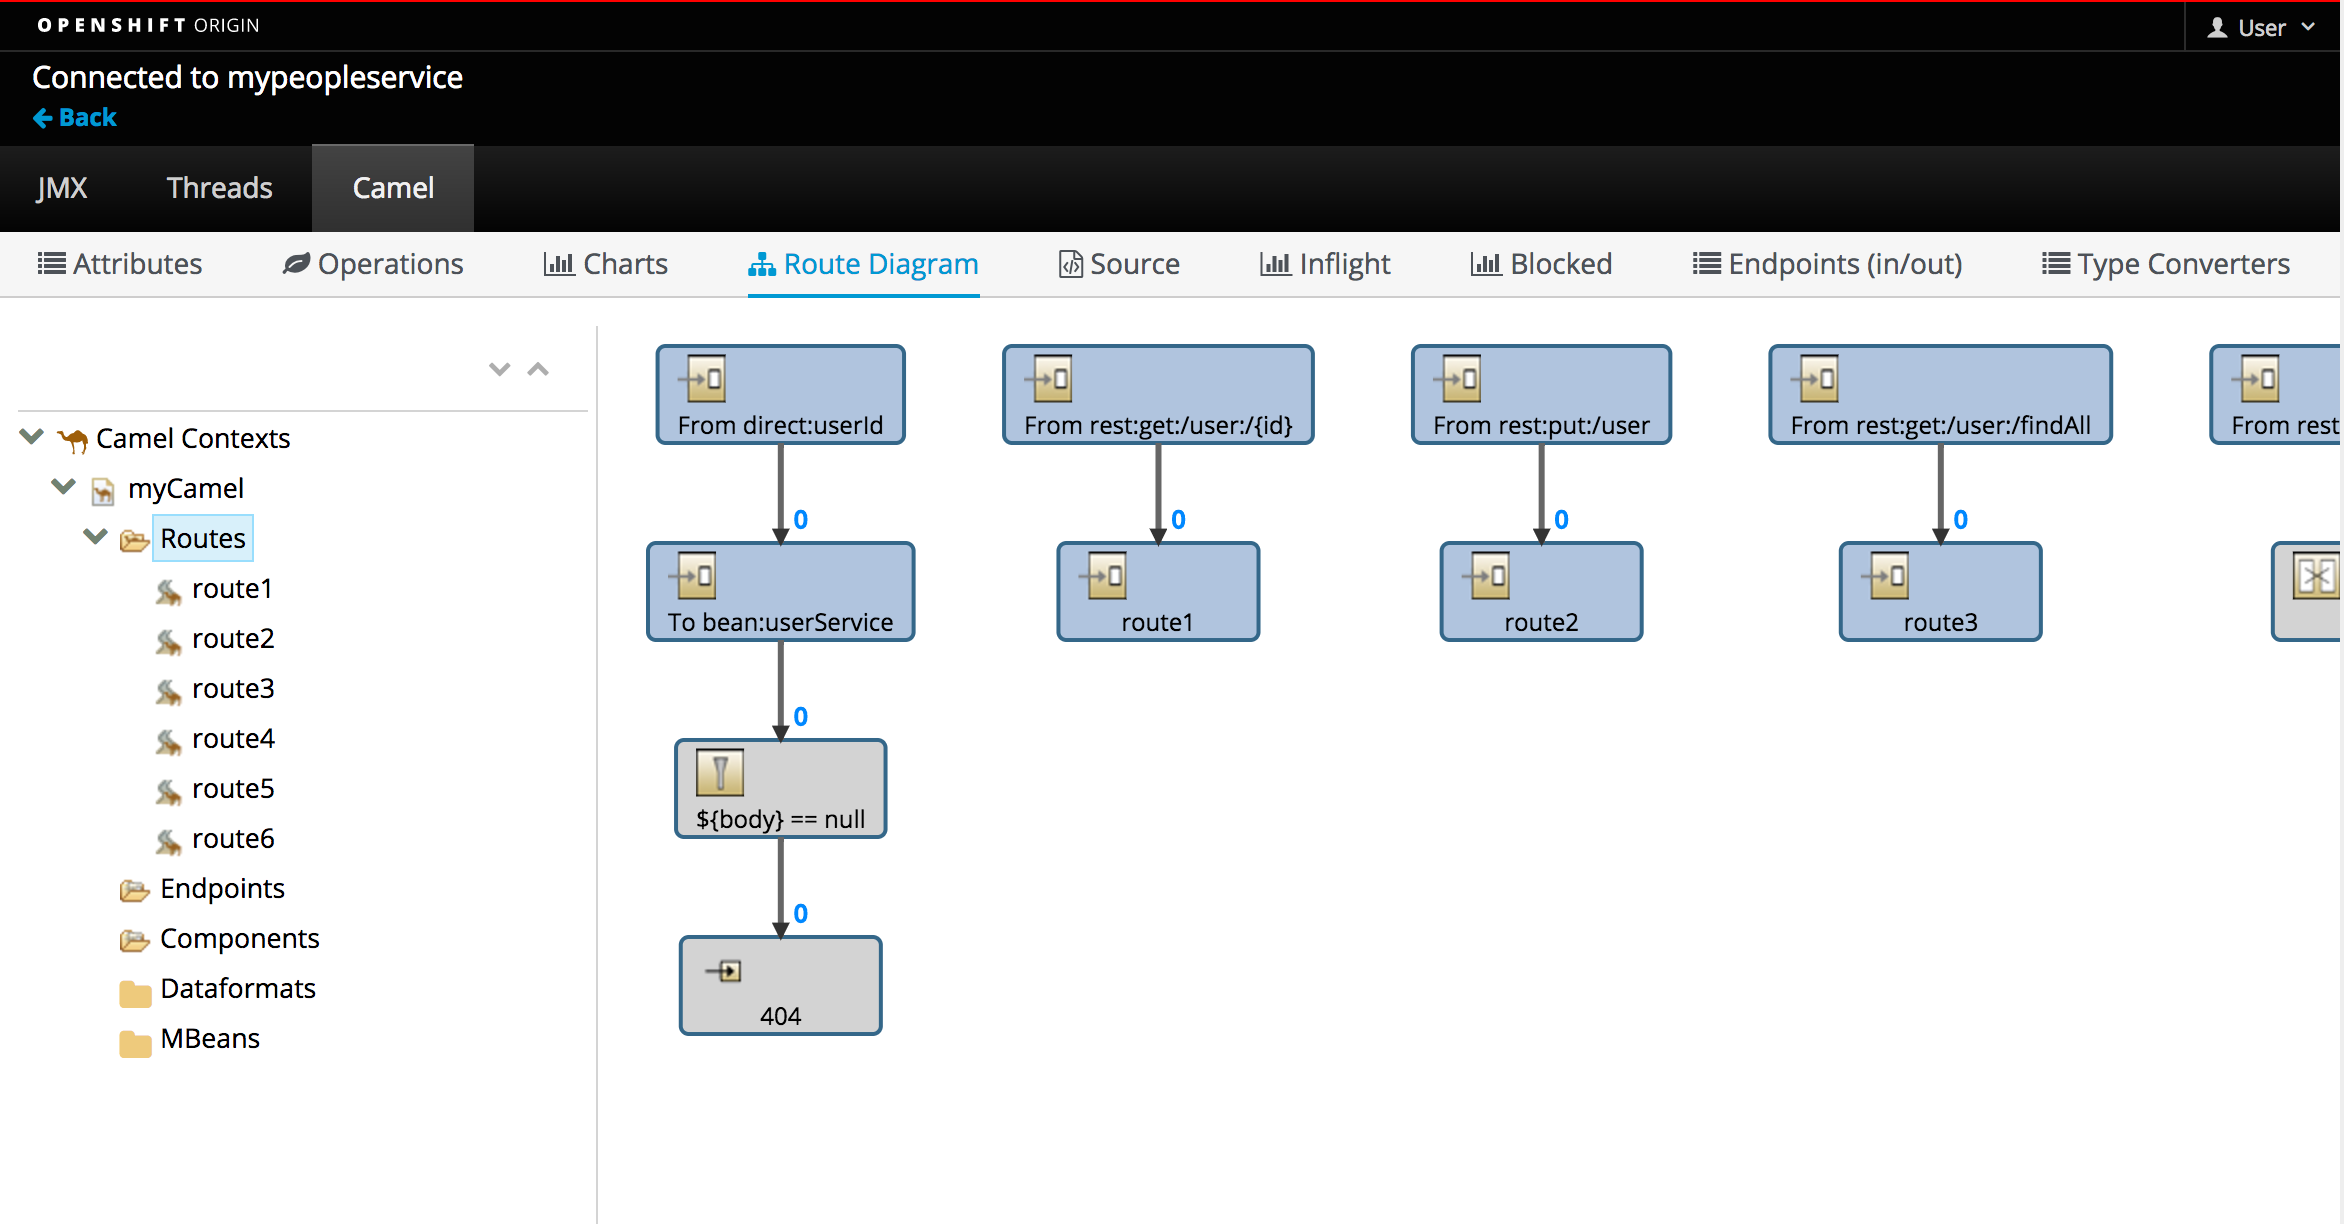 OPENSHIFT ORIGIN
User
Connected to mypeopleservice
Back
JMX Threads Camel
Attributes Operations Charts Route Diagram Source Inflight Blocked Endpoints (in/out) Type Converters
Camel Contexts
myCamel
Routes
route1
route2
route3
route4
route5
route6
Endpoints
Components
Dataformats
MBeans
From direct:userId From rest:get:/user:/{id} From rest:put:/user From rest:get:/user:/findAll From rest
0 0 0 0
To bean:userService route1 route2 route3
0
${body} == null
0
404